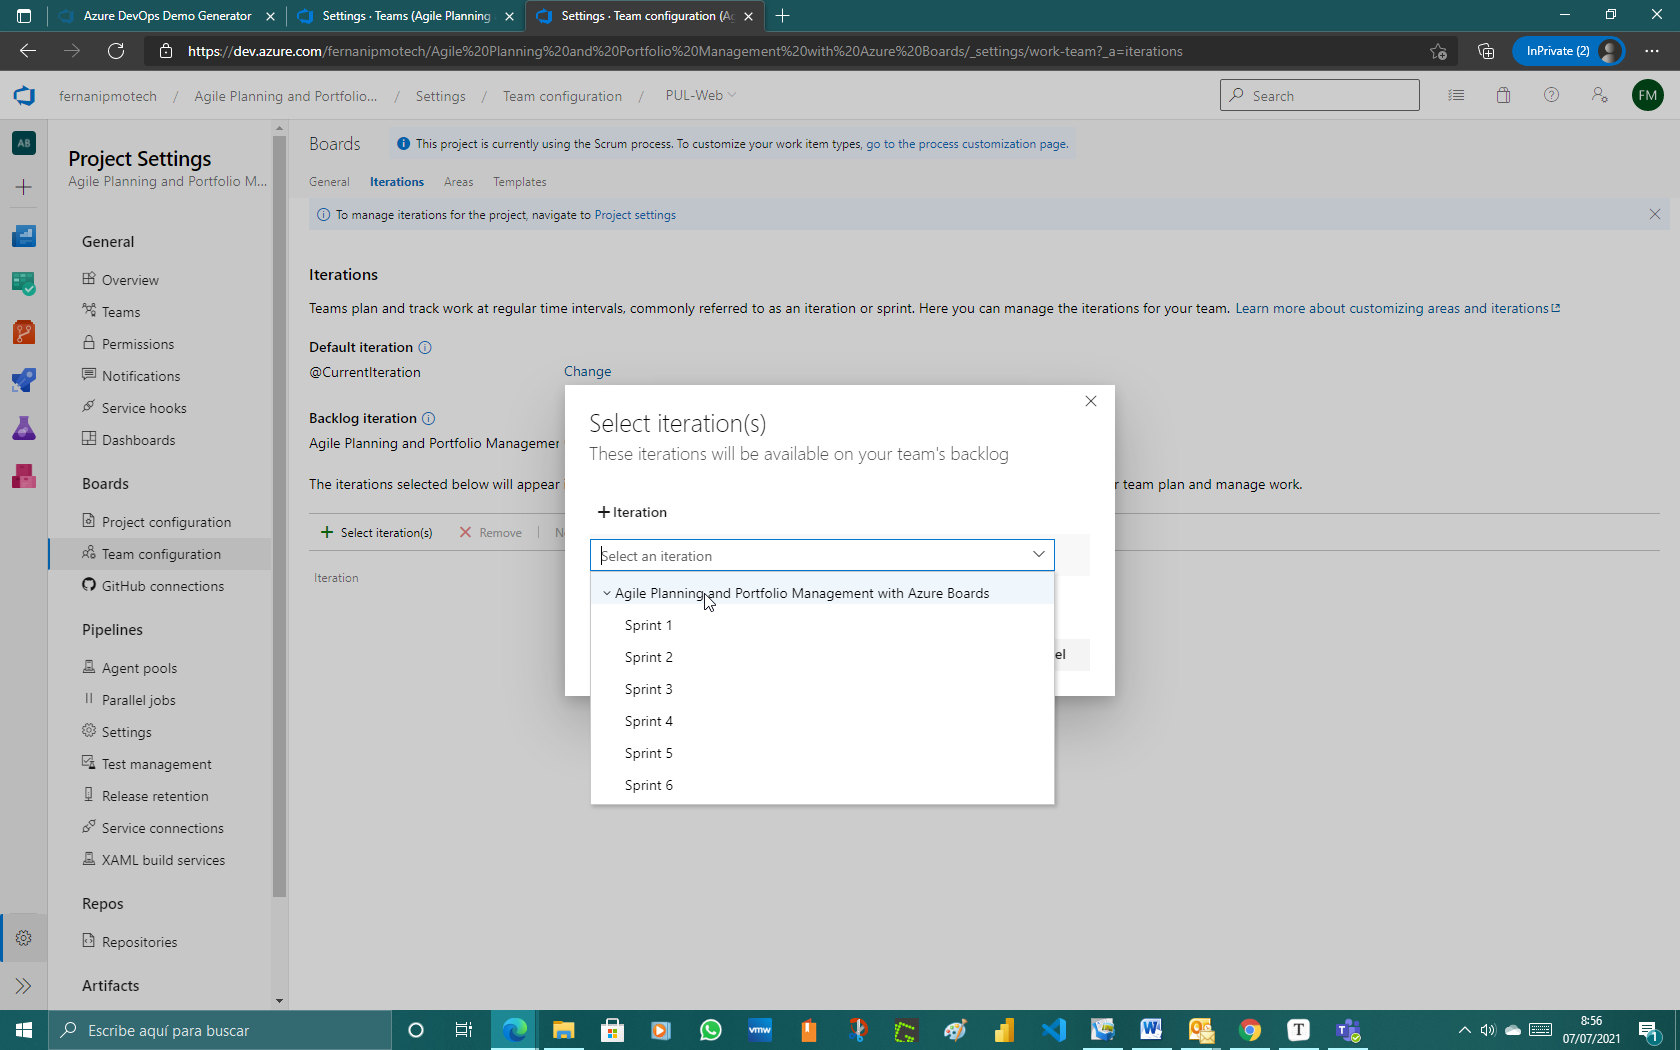 Azure DevOps Demo Generator
Settings · Teams (Agile Planning
Settings · Team configuration (Ag
https://dev.azure.com/fernanipmotech/Agile%20Planning%20and%20Portfolio%20Management%20with%20Azure%20Boards/_settings/work-team?_a=iterations
InPrivate (2)
fernanipmotech / Agile Planning and Portfolio... / Settings / Team configuration / PUL-Web
Search
FM
AB
Project Settings
Agile Planning and Portfolio M...
General
Overview
Teams
Permissions
Notifications
Service hooks
Dashboards
Boards
Project configuration
Team configuration
GitHub connections
Pipelines
Agent pools
Parallel jobs
Settings
Test management
Release retention
Service connections
XAML build services
Repos
Repositories
Artifacts
Boards
This project is currently using the Scrum process. To customize your work item types, go to the process customization page.
General Iterations Areas Templates
To manage iterations for the project, navigate to Project settings
Iterations
Teams plan and track work at regular time intervals, commonly referred to as an iteration or sprint. Here you can manage the iterations for your team. Learn more about customizing areas and iterations
Default iteration
@CurrentIteration Change
Backlog iteration
Agile Planning and Portfolio Managemen
The iterations selected below will appear
r team plan and manage work.
Select iteration(s) Remove
Iteration
Select iteration(s)
These iterations will be available on your team's backlog
+ Iteration
Select an iteration
Agile Planning and Portfolio Management with Azure Boards
Sprint 1
Sprint 2
Sprint 3
Sprint 4
Sprint 5
Sprint 6
el
Escribe aquí para buscar
vmw
W
T
8:56
07/07/2021
1